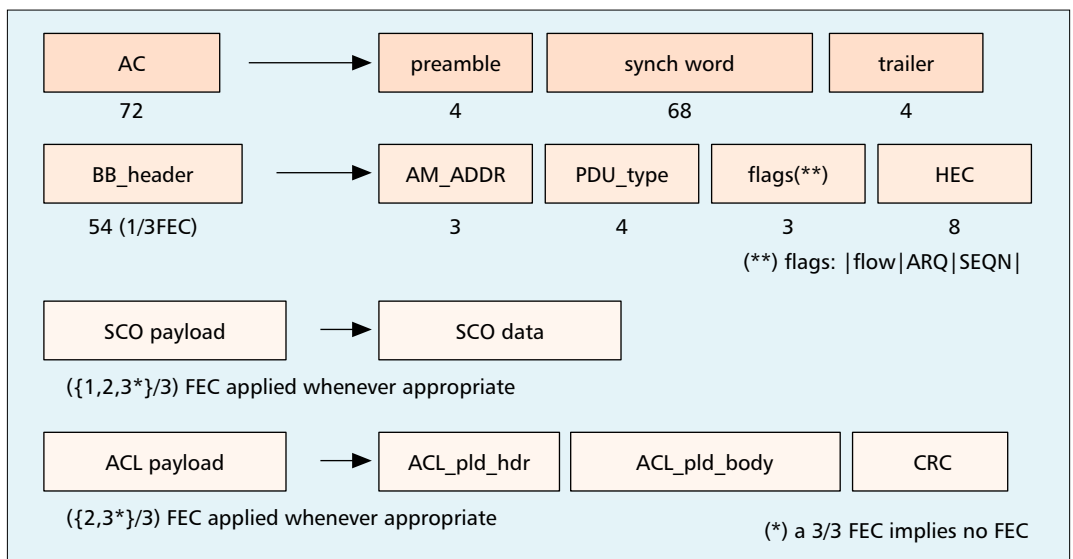 AC preamble synch word trailer
72 4 68 4
BB_header AM_ADDR PDU_type flags(**) HEC
54 (1/3FEC) 3 4 3 8
(**) flags: |flow|ARQ|SEQN|
SCO payload SCO data
({1,2,3*}/3) FEC applied whenever appropriate
ACL payload ACL_pld_hdr ACL_pld_body CRC
({2,3*}/3) FEC applied whenever appropriate (*) a 3/3 FEC implies no FEC